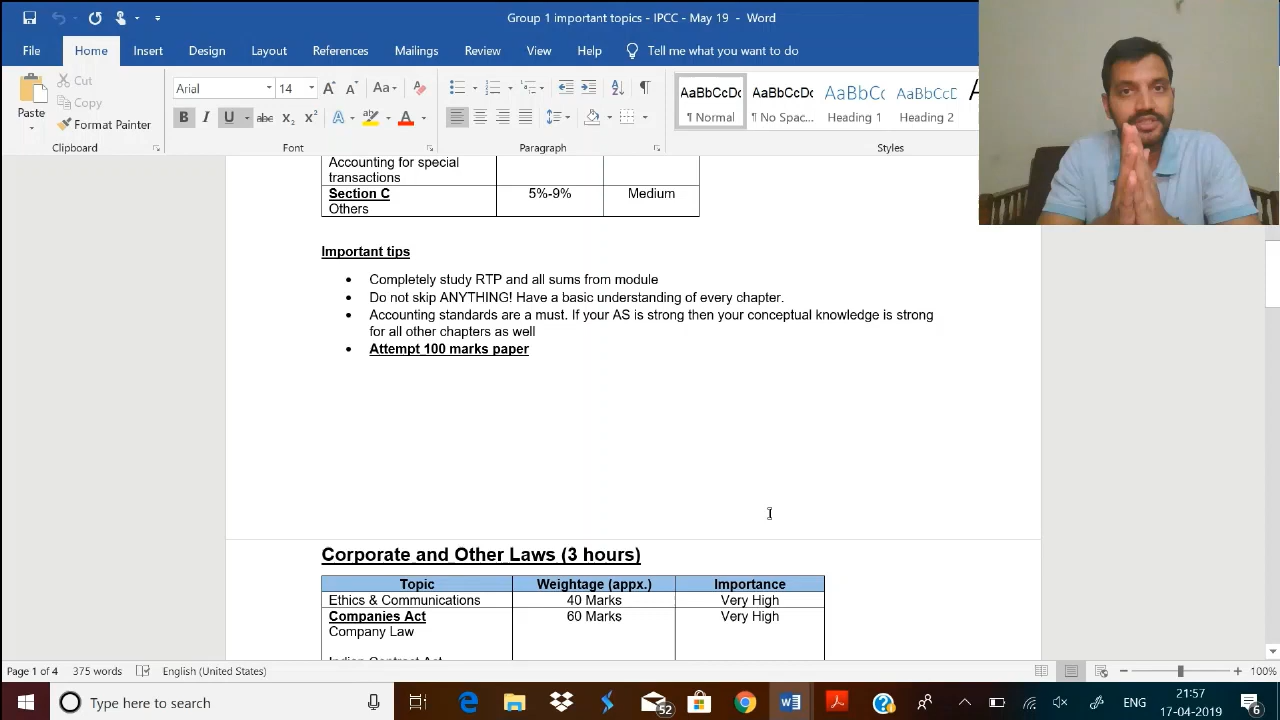 Group 1 important topics - IPCC - May 19 - Word
File Home Insert Design Layout References Mailings Review View Help Tell me what you want to do
Cut
Copy
Format Painter
Paste
Arial 14
AaBbCcDc AaBbCcDc AaBbCc AaBbCcD
¶ Normal ¶ No Spac... Heading 1 Heading 2
Clipboard Font Paragraph Styles
Accounting for special
transactions
Section C 5%-9% Medium
Others
Important tips
• Completely study RTP and all sums from module
• Do not skip ANYTHING! Have a basic understanding of every chapter.
• Accounting standards are a must. If your AS is strong then your conceptual knowledge is strong
for all other chapters as well
• Attempt 100 marks paper
Corporate and Other Laws (3 hours)
Topic Weightage (appx.) Importance
Ethics & Communications 40 Marks Very High
Companies Act 60 Marks Very High
Company Law
Page 1 of 4 375 words English (United States) 100%
Type here to search 52 ENG 21:57
17-04-2019 6